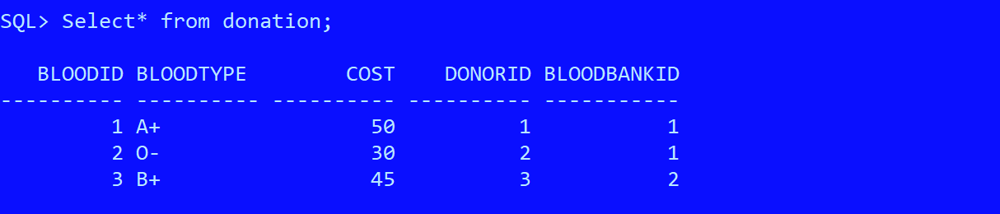 SQL> Select* from donation;
BLOODID BLOODTYPE COST DONORID BLOODBANKID
---------- ---------- ---------- ---------- -----------
1 A+ 50 1 1
2 O- 30 2 1
3 B+ 45 3 2